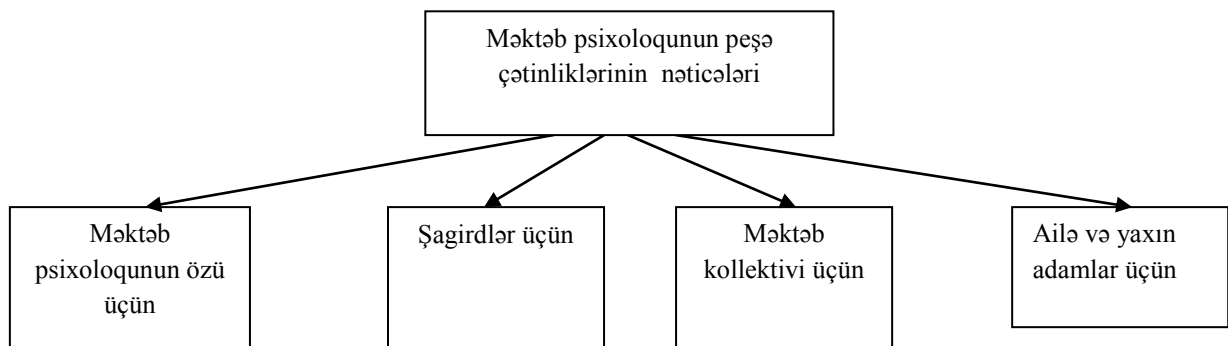 Məktəb psixoloqunun peşə
çətinliklərinin nəticələri
Məktəb
psixoloqunun özü
üçün
Şagirdlər üçün
Məktəb
kollektivi üçün
Ailə və yaxın
adamlar üçün